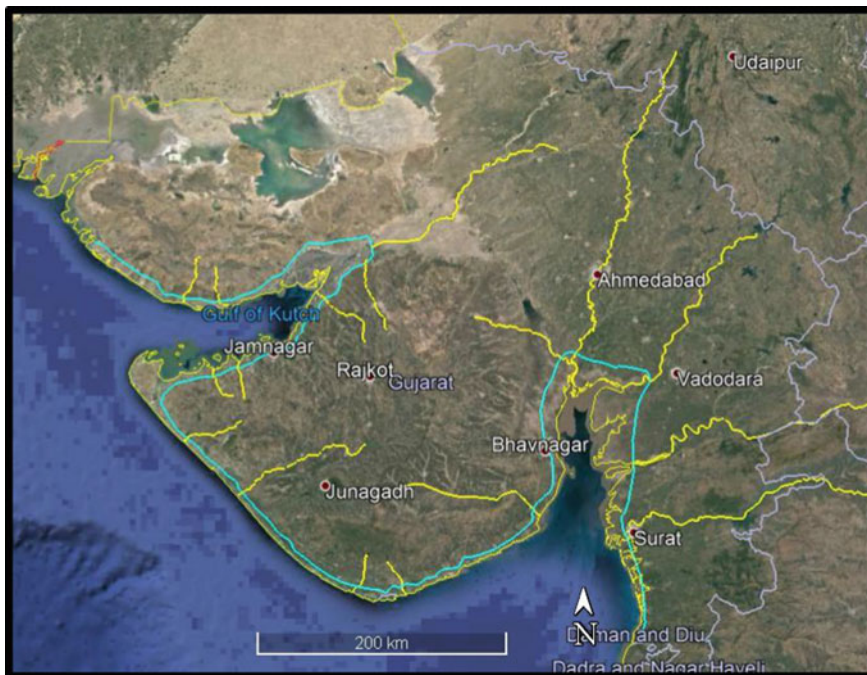 Udaipur
Ahmedabad
Gulf of Kutch
Jamnagar
Rajkot
Gujarat
Vadodara
Bhavnagar
Junagadh
Surat
200 km
N
Daman and Diu
Dadra and Nagar Haveli